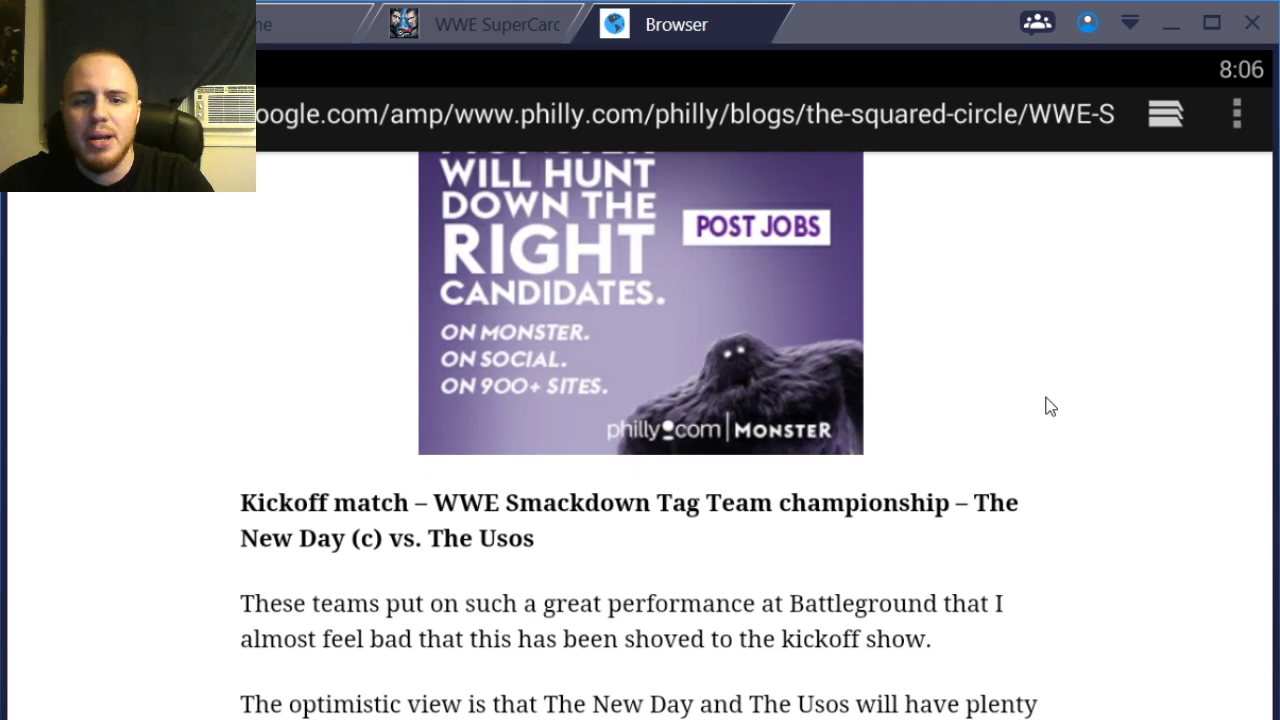 me
WWE SuperCarc
Browser
8:06
oogle.com/amp/www.philly.com/philly/blogs/the-squared-circle/WWE-S
WILL HUNT
DOWN THE
RIGHT
CANDIDATES.
POST JOBS
ON MONSTER.
ON SOCIAL.
ON 900+ SITES.
philly.com | MONSTER
Kickoff match – WWE Smackdown Tag Team championship – The
New Day (c) vs. The Usos
These teams put on such a great performance at Battleground that I
almost feel bad that this has been shoved to the kickoff show.
The optimistic view is that The New Day and The Usos will have plenty